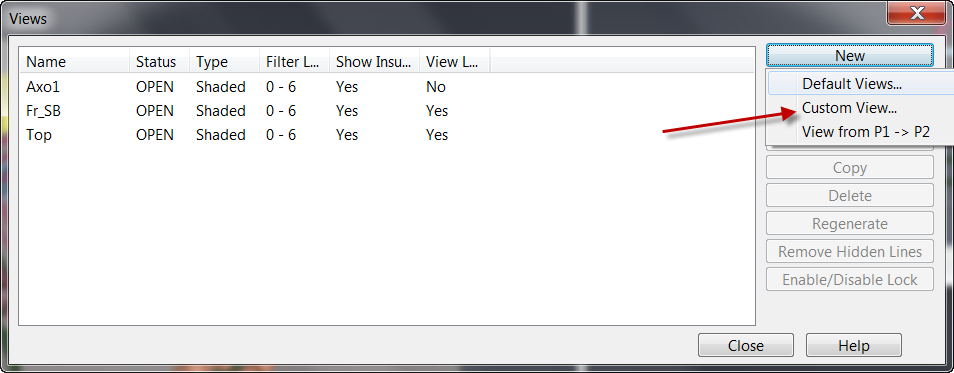 Views
Name Status Type Filter L... Show Insu... View L...
Axo1 OPEN Shaded 0 - 6 Yes No
Fr_SB OPEN Shaded 0 - 6 Yes Yes
Top OPEN Shaded 0 - 6 Yes Yes
New
Default Views...
Custom View...
View from P1 -> P2
Copy
Delete
Regenerate
Remove Hidden Lines
Enable/Disable Lock
Close Help